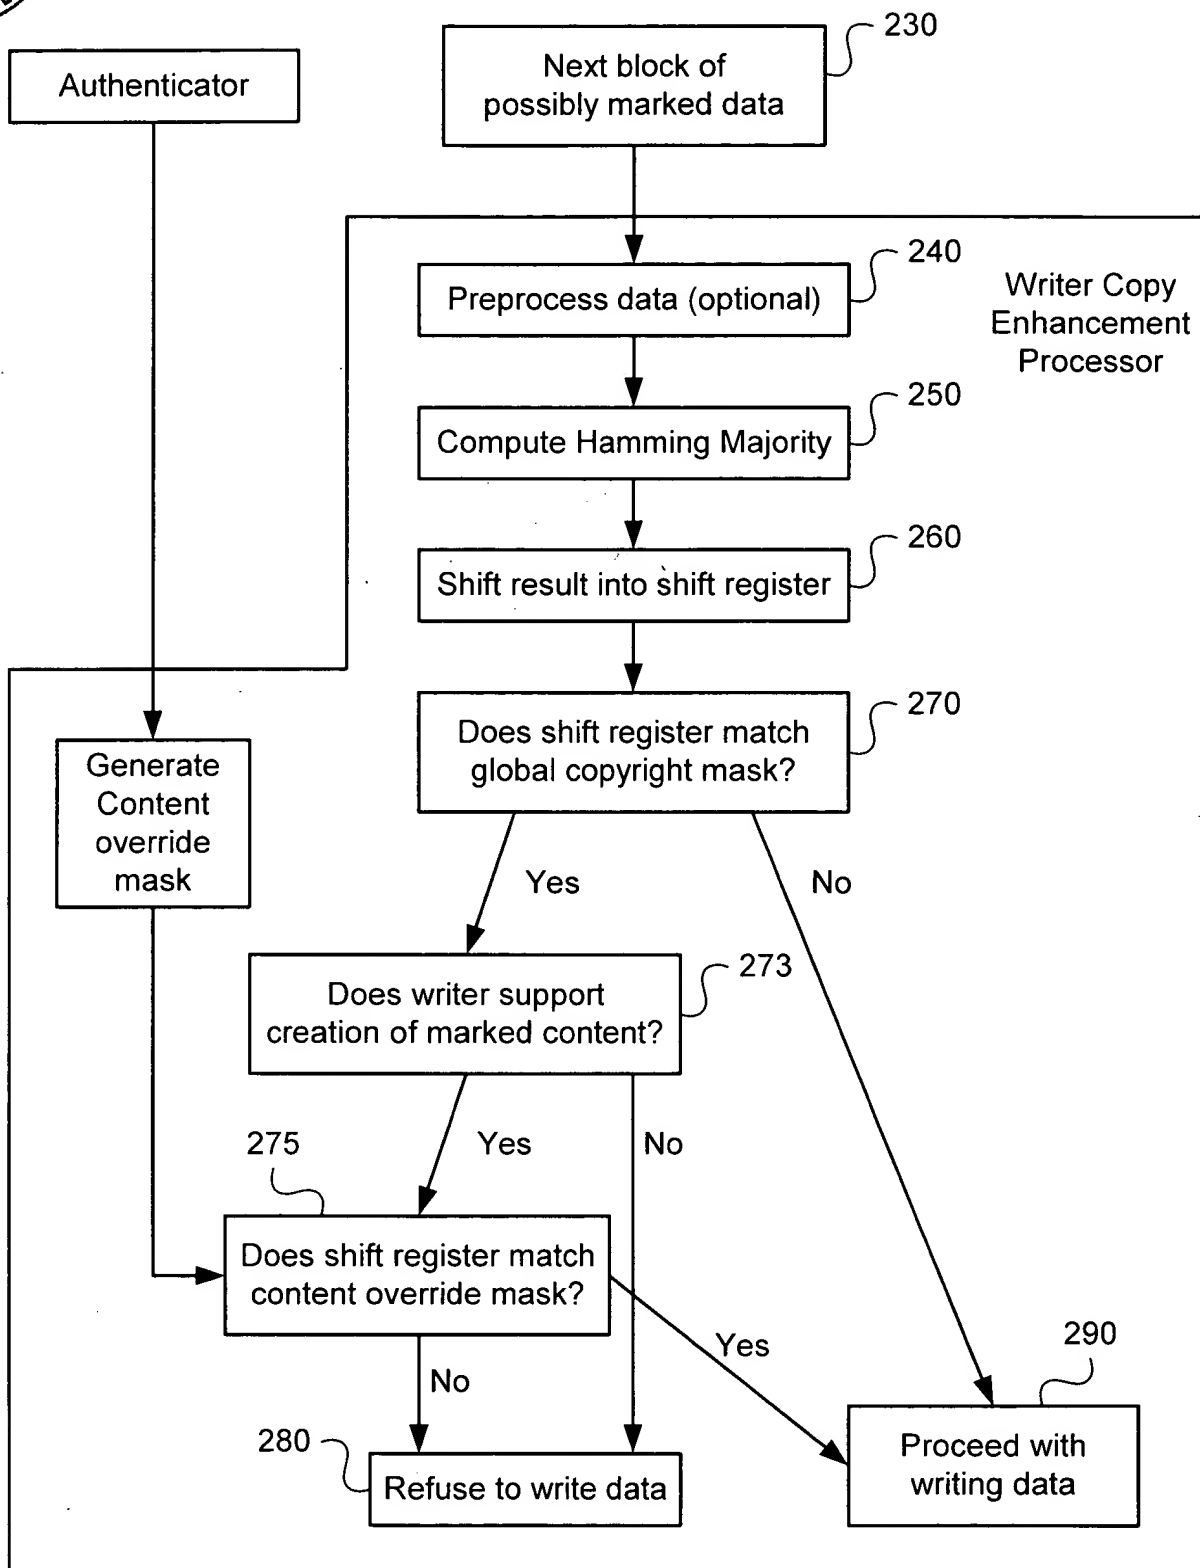 230
Authenticator
Next block of
possibly marked data
240
Preprocess data (optional)
Writer Copy
Enhancement
Processor
250
Compute Hamming Majority
260
Shift result into shift register
270
Does shift register match
global copyright mask?
Generate
Content
override
mask
Yes
No
273
Does writer support
creation of marked content?
275
Yes
No
Does shift register match
content override mask?
Yes
290
No
280
Refuse to write data
Proceed with
writing data